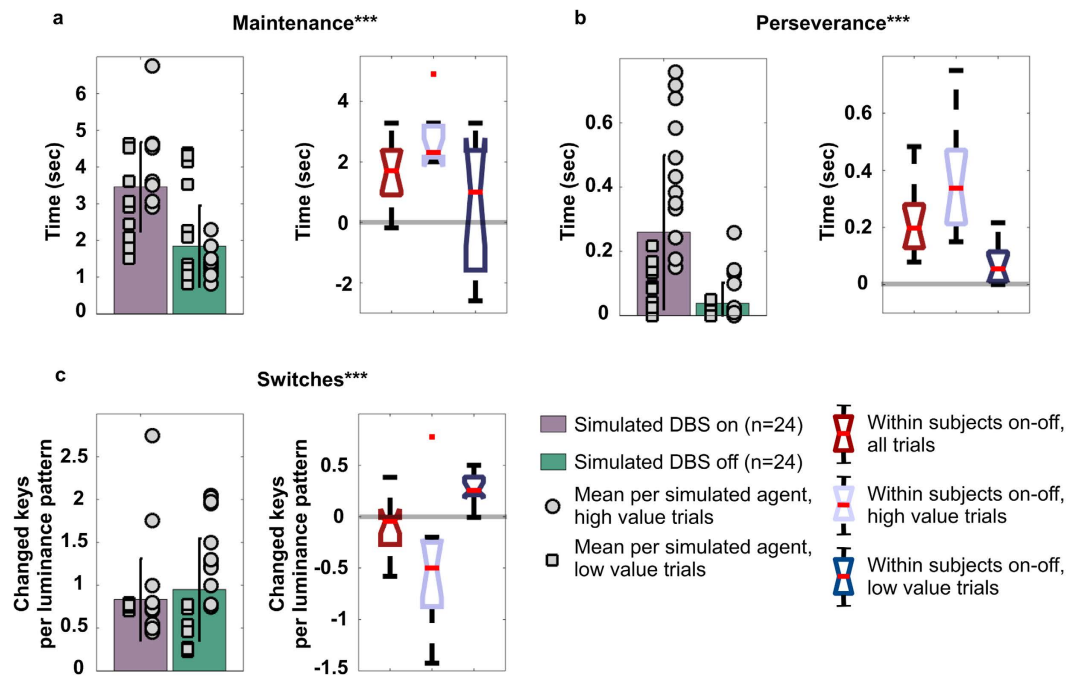 a
Maintenance***
Time (sec)
6
5
4
3
2
1
0
Time (sec)
4
2
0
-2
b
Perseverance***
Time (sec)
0.6
0.4
0.2
0
Time (sec)
0.4
0.2
0
c
Switches***
Changed keys
per luminance pattern
2.5
2
1.5
1
0.5
0
Changed keys
per luminance pattern
0.5
0
-0.5
-1
-1.5
Simulated DBS on (n=24)
Simulated DBS off (n=24)
Mean per simulated agent,
high value trials
Mean per simulated agent,
low value trials
Within subjects on-off,
all trials
Within subjects on-off,
high value trials
Within subjects on-off,
low value trials